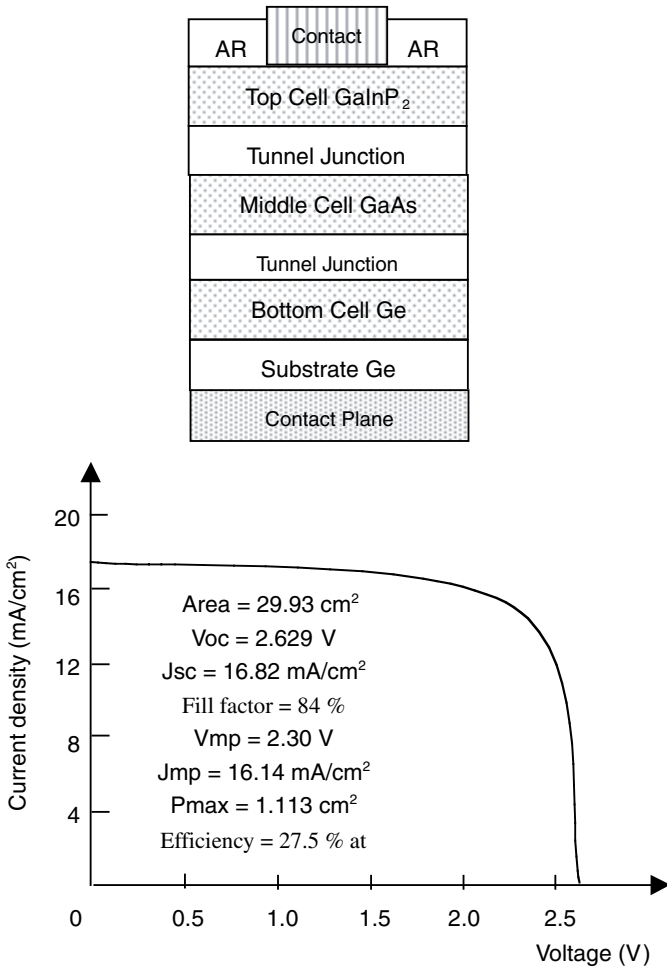 AR Contact AR
Top Cell GaInP₂
Tunnel Junction
Middle Cell GaAs
Tunnel Junction
Bottom Cell Ge
Substrate Ge
Contact Plane
Current density (mA/cm²)
20
16
12
8
4
Area = 29.93 cm²
Voc = 2.629 V
Jsc = 16.82 mA/cm²
Fill factor = 84 %
Vmp = 2.30 V
Jmp = 16.14 mA/cm²
Pmax = 1.113 cm²
Efficiency = 27.5 % at
0 0.5 1.0 1.5 2.0 2.5
Voltage (V)